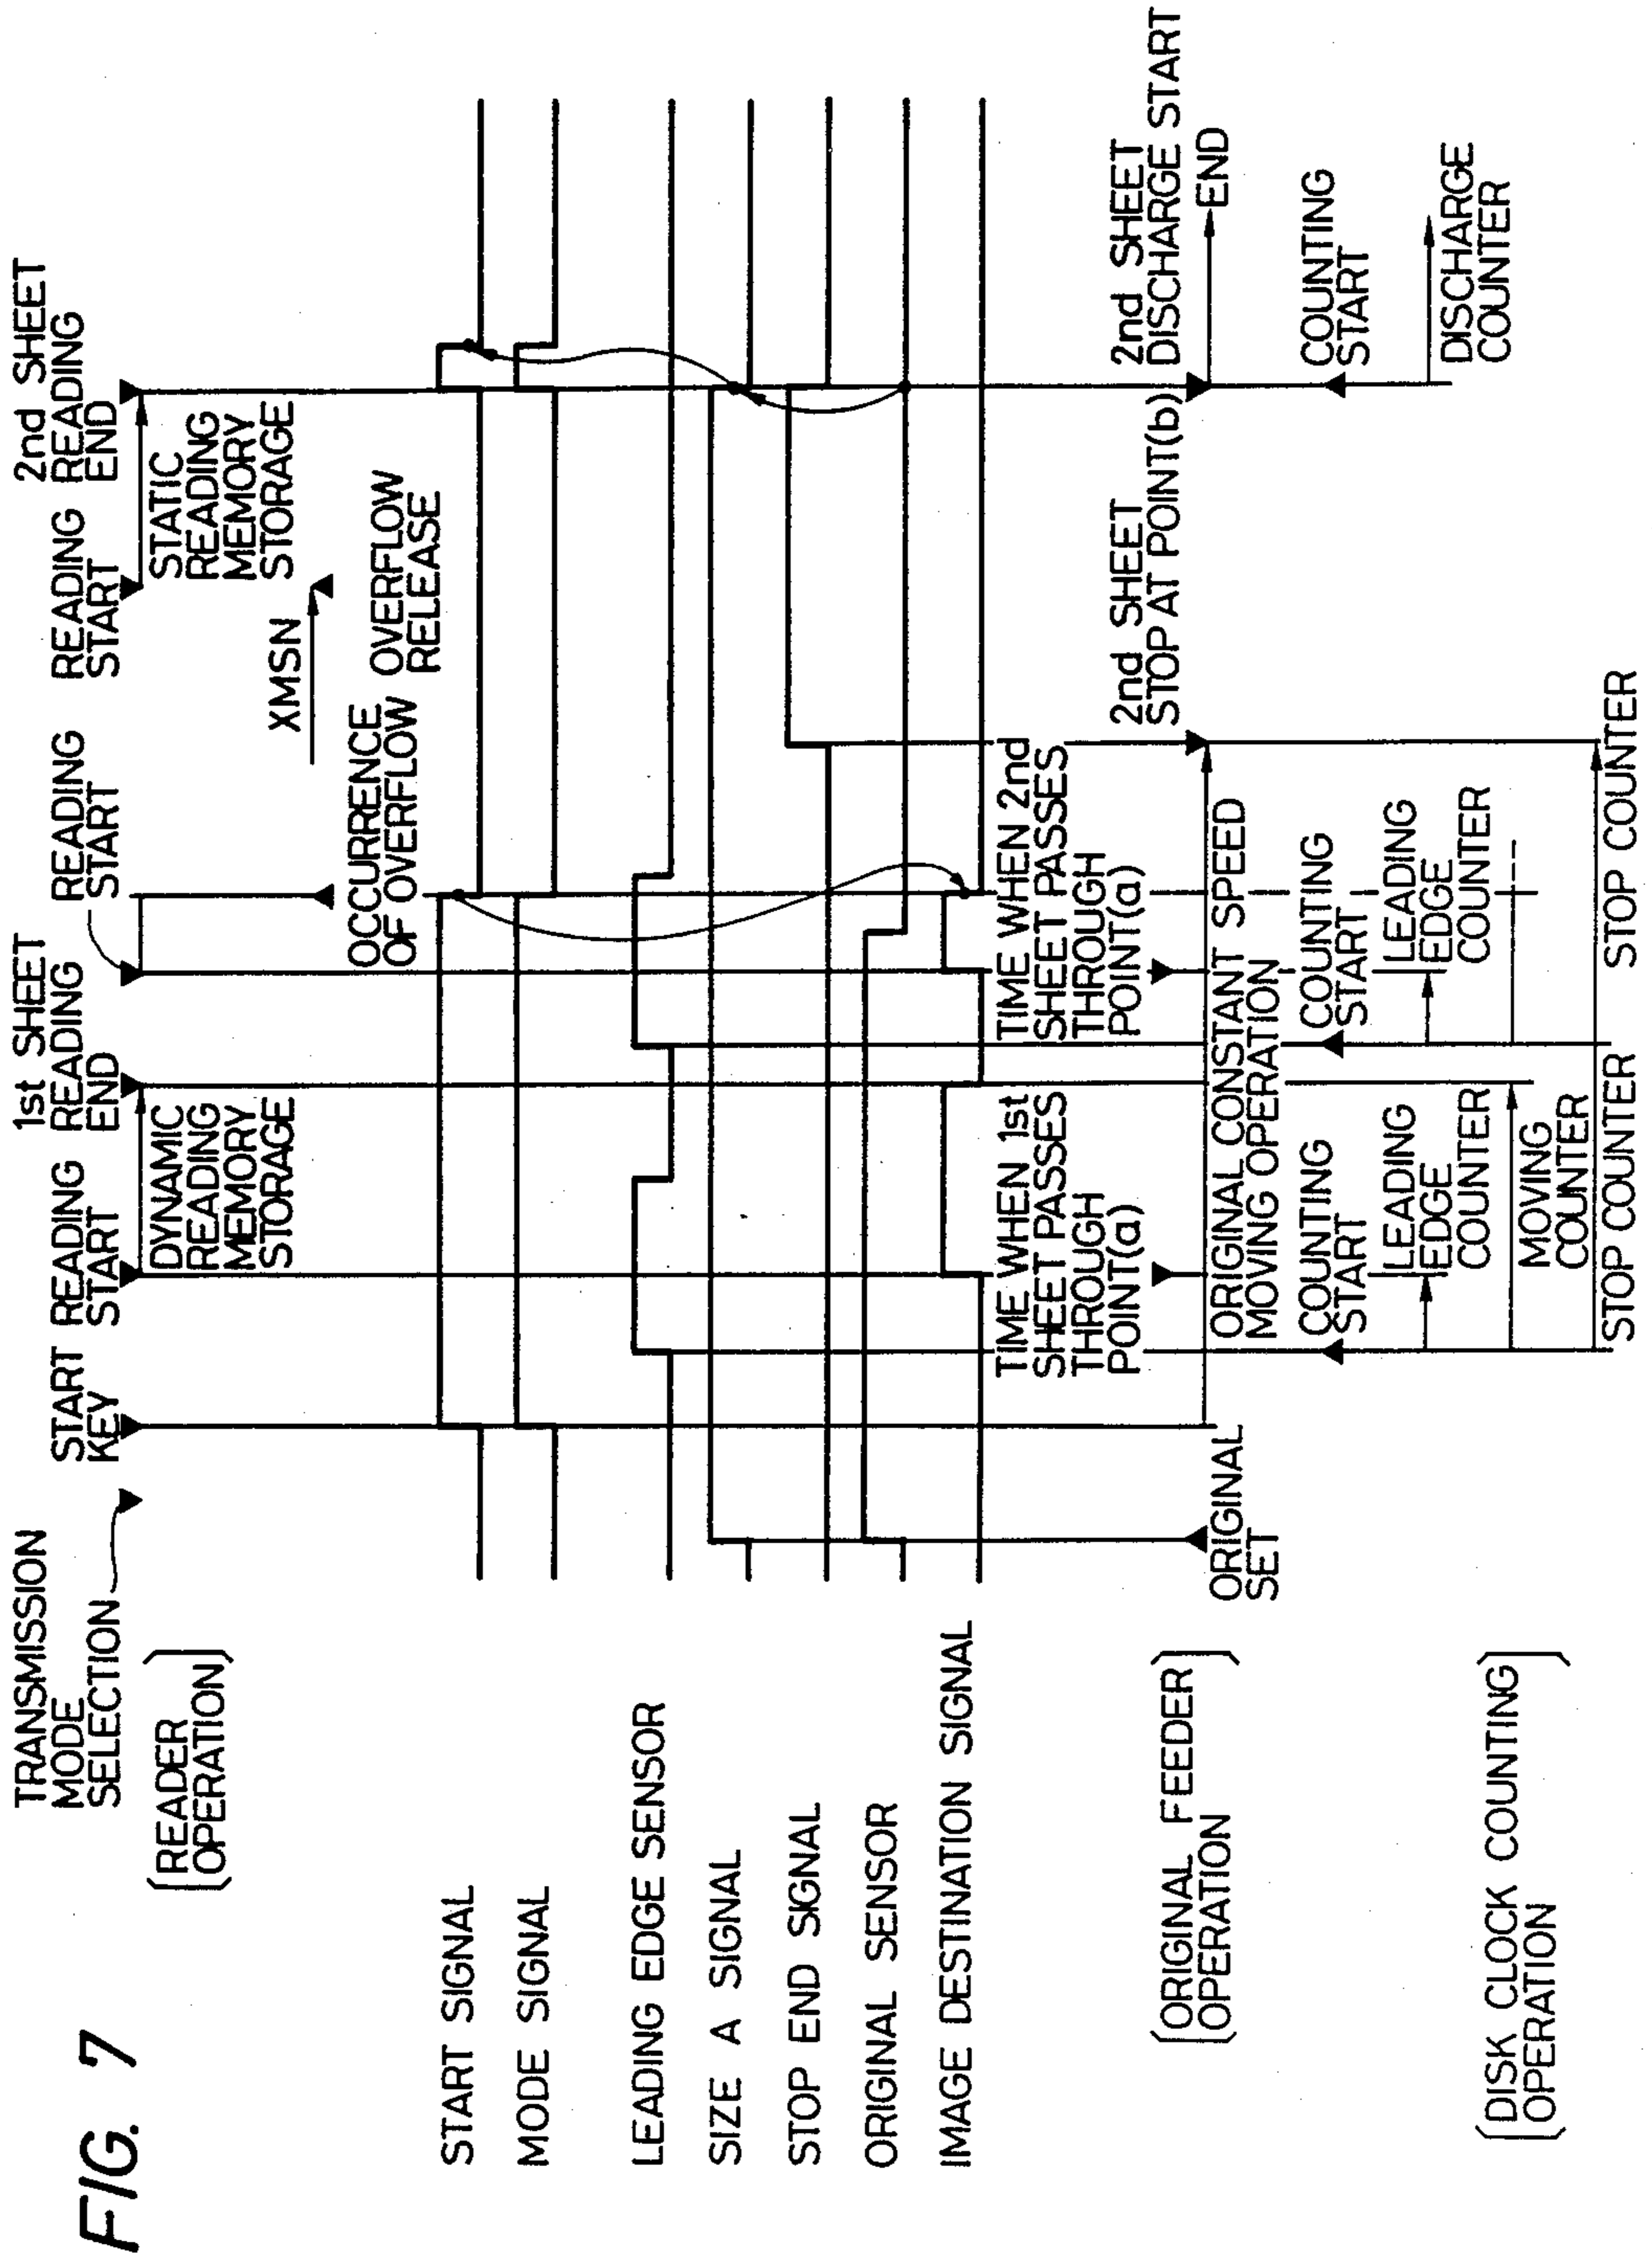 FIG. 7
TRANSMISSION
MODE
SELECTION
START
KEY
READING
START
1st SHEET
READING
END
READING
START
READING
START
2nd SHEET
READING
END
(READER
OPERATION)
DYNAMIC
READING
MEMORY
STORAGE
XMSN
STATIC
READING
MEMORY
STORAGE
OCCURRENCE
OF OVERFLOW
OVERFLOW
RELEASE
START SIGNAL
MODE SIGNAL
LEADING EDGE SENSOR
SIZE A SIGNAL
STOP END SIGNAL
ORIGINAL SENSOR
IMAGE DESTINATION SIGNAL
TIME WHEN 1st
SHEET PASSES
THROUGH
POINT(a)
TIME WHEN 2nd
SHEET PASSES
THROUGH
POINT(a)
2nd SHEET
STOP AT POINT(b)
2nd SHEET
DISCHARGE START
END
(ORIGINAL FEEDER
OPERATION)
ORIGINAL
SET
ORIGINAL CONSTANT SPEED
MOVING OPERATION
COUNTING
START
COUNTING
START
COUNTING
START
LEADING
EDGE
COUNTER
LEADING
EDGE
COUNTER
DISCHARGE
COUNTER
(DISK CLOCK COUNTING
OPERATION)
MOVING
COUNTER
STOP COUNTER
STOP COUNTER